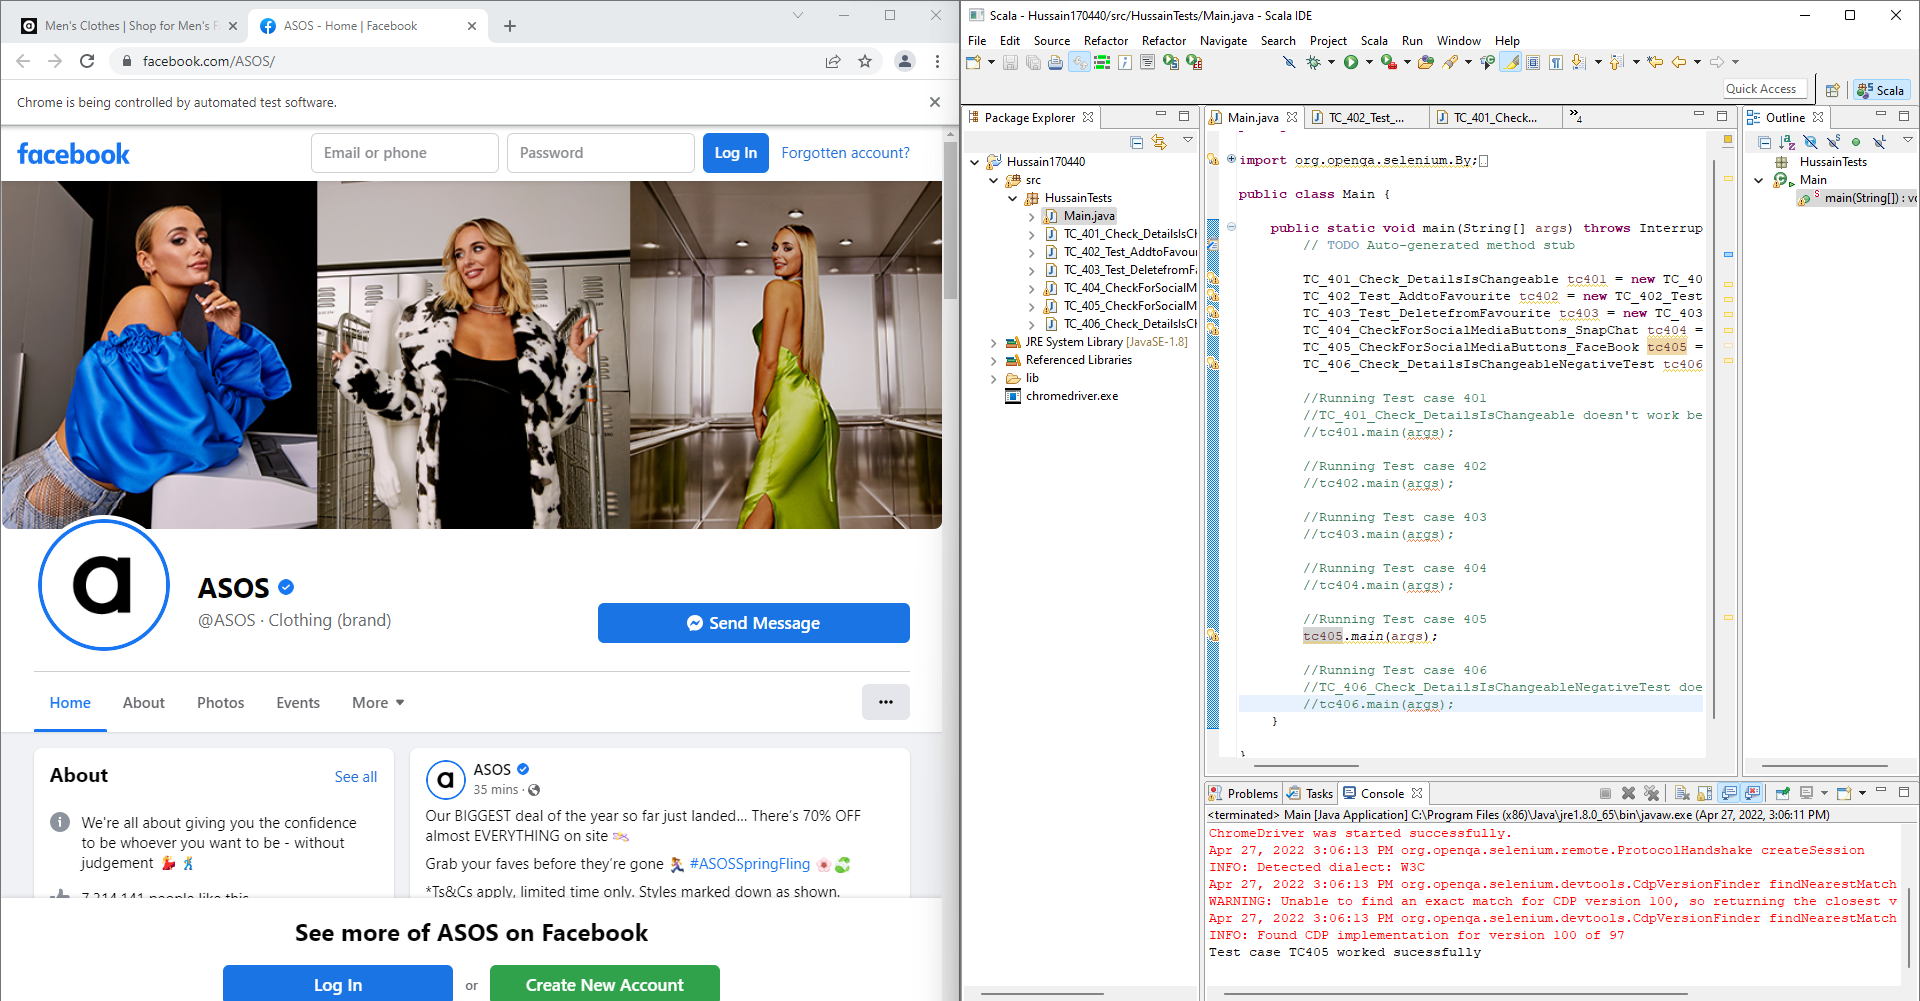 Men's Clothes | Shop for Men's F
ASOS - Home | Facebook
facebook.com/ASOS/
Chrome is being controlled by automated test software.
facebook
Email or phone
Password
Log In
Forgotten account?
a
ASOS
@ASOS · Clothing (brand)
Send Message
Home
About
Photos
Events
More
About
See all
We're all about giving you the confidence
to be whoever you want to be - without
judgement
7,214,141 people like this
a
ASOS
35 mins ·
Our BIGGEST deal of the year so far just landed... There's 70% OFF
almost EVERYTHING on site
Grab your faves before they're gone #ASOSSpringFling
*Ts&Cs apply, limited time only. Styles marked down as shown.
See more of ASOS on Facebook
Log In
or
Create New Account
Scala - Hussain170440/src/HussainTests/Main.java - Scala IDE
File Edit Source Refactor Refactor Navigate Search Project Scala Run Window Help
Quick Access
Scala
Package Explorer
Hussain170440
src
HussainTests
Main.java
TC_401_Check_DetailsIsCh
TC_402_Test_AddtoFavour
TC_403_Test_DeletefromFa
TC_404_CheckForSocialM
TC_405_CheckForSocialM
TC_406_Check_DetailsIsCh
JRE System Library [JavaSE-1.8]
Referenced Libraries
lib
chromedriver.exe
Main.java
TC_402_Test_...
TC_401_Check...
»4
import org.openqa.selenium.By;
public class Main {
public static void main(String[] args) throws Interrup
// TODO Auto-generated method stub
TC_401_Check_DetailsIsChangeable tc401 = new TC_40
TC_402_Test_AddtoFavourite tc402 = new TC_402_Test
TC_403_Test_DeletefromFavourite tc403 = new TC_403
TC_404_CheckForSocialMediaButtons_SnapChat tc404 =
TC_405_CheckForSocialMediaButtons_FaceBook tc405 =
TC_406_Check_DetailsIsChangeableNegativeTest tc406
//Running Test case 401
//TC_401_Check_DetailsIsChangeable doesn't work be
//tc401.main(args);
//Running Test case 402
//tc402.main(args);
//Running Test case 403
//tc403.main(args);
//Running Test case 404
//tc404.main(args);
//Running Test case 405
tc405.main(args);
//Running Test case 406
//TC_406_Check_DetailsIsChangeableNegativeTest doe
//tc406.main(args);
}
}
Outline
HussainTests
Main
main(String[]) : vo
Problems
Tasks
Console
<terminated> Main [Java Application] C:\Program Files (x86)\Java\jre1.8.0_65\bin\javaw.exe (Apr 27, 2022, 3:06:11 PM)
ChromeDriver was started successfully.
Apr 27, 2022 3:06:13 PM org.openqa.selenium.remote.ProtocolHandshake createSession
INFO: Detected dialect: W3C
Apr 27, 2022 3:06:13 PM org.openqa.selenium.devtools.CdpVersionFinder findNearestMatch
WARNING: Unable to find an exact match for CDP version 100, so returning the closest v
Apr 27, 2022 3:06:13 PM org.openqa.selenium.devtools.CdpVersionFinder findNearestMatch
INFO: Found CDP implementation for version 100 of 97
Test case TC405 worked sucessfully